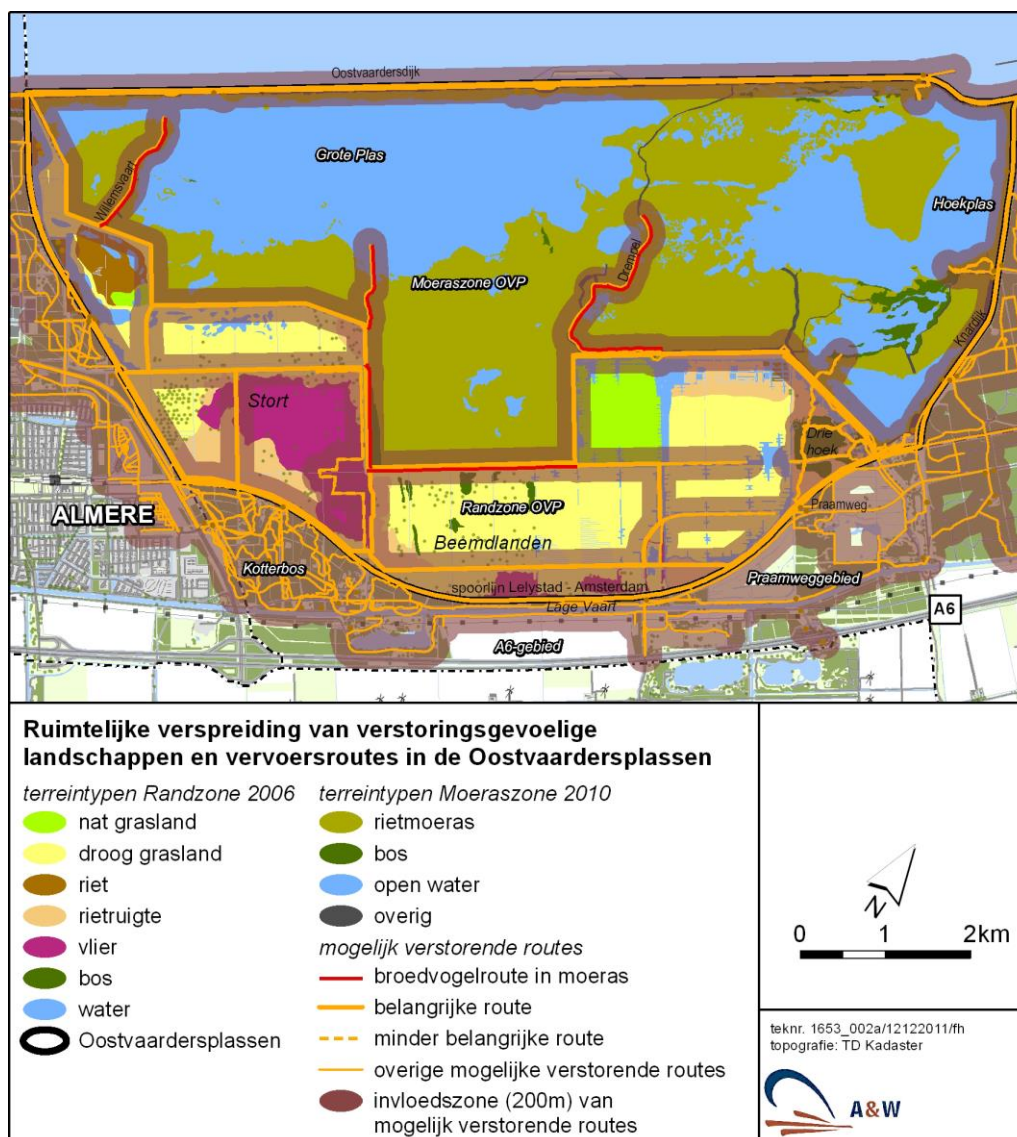 Oostvaardersdijk
Grote Plas
Willemsvaart
Hoekplas
Drempel
Moeraszone OVP
Knardijk
Stort
Drie
hoek
ALMERE
Randzone OVP
Praamweg
Beemdlanden
Kotterbos
spoorlijn Lelystad - Amsterdam
Praamweggebied
Lage Vaart
A6
A6-gebied
Ruimtelijke verspreiding van verstoringsgevoelige
landschappen en vervoersroutes in de Oostvaardersplassen
terreintypen Randzone 2006
nat grasland
droog grasland
riet
rietruigte
vlier
bos
water
Oostvaardersplassen
terreintypen Moeraszone 2010
rietmoeras
bos
open water
overig
mogelijk verstorende routes
broedvogelroute in moeras
belangrijke route
minder belangrijke route
overige mogelijke verstorende routes
invloedszone (200m) van
mogelijk verstorende routes
N
0 1 2km
teknr. 1653_002a/12122011/fh
topografie: TD Kadaster
A&W